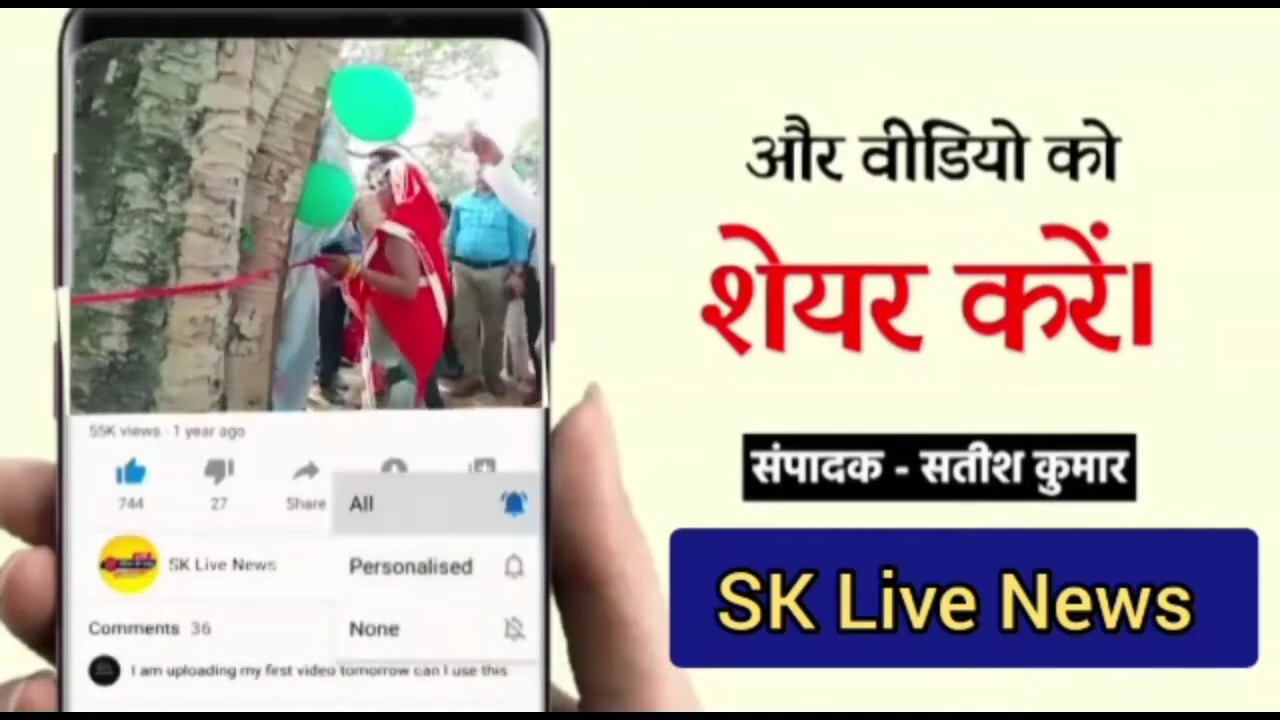 और वीडियो को
शेयर करें।
संपादक - सतीश कुमार
SK Live News
55K views · 1 year ago
744
27
Share
All
Personalised
None
SK Live News
Comments 36
I am uploading my first video tomorrow can I use this